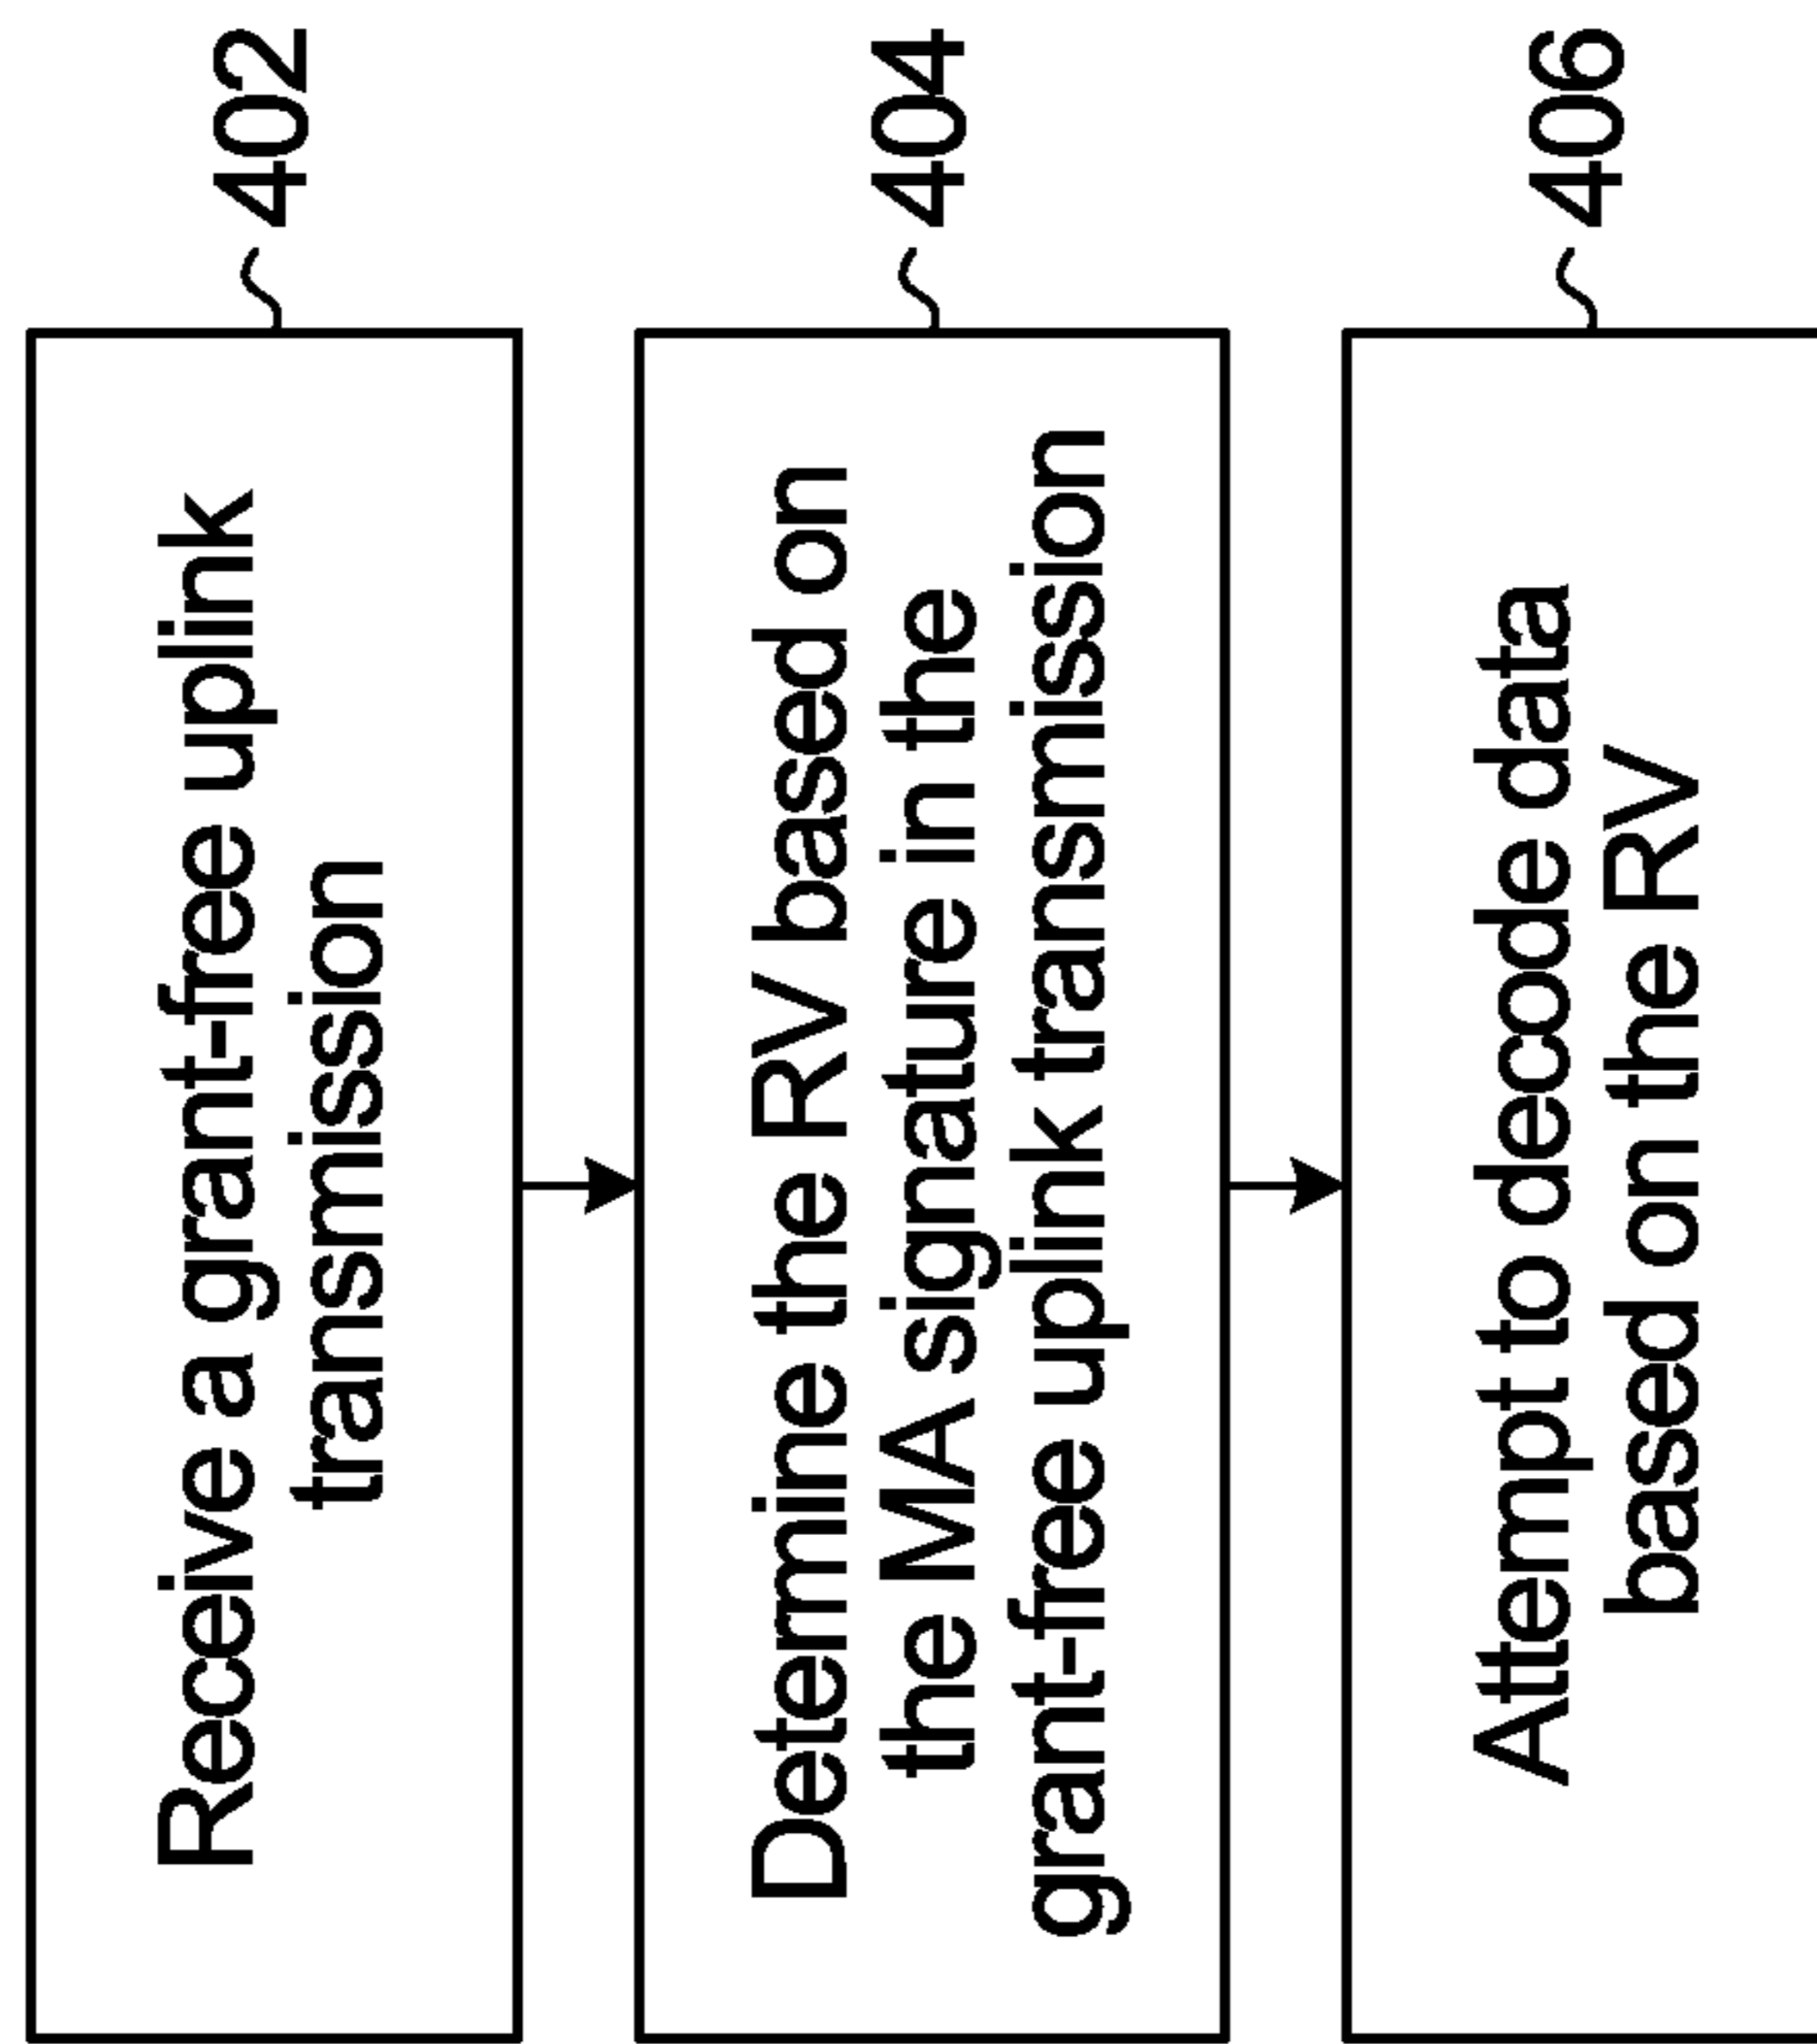 Receive a grant-free uplink
transmission
402
Determine the RV based on
the MA signature in the
grant-free uplink transmission
404
Attempt to decode data
based on the RV
406